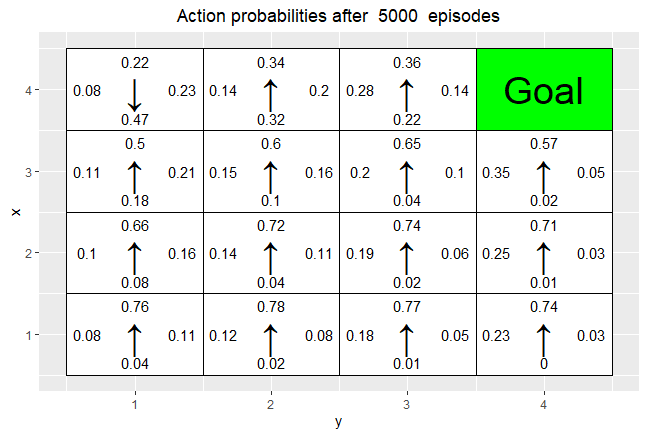 Action probabilities after 5000 episodes
0.22 0.34 0.36
4 0.08 0.23 0.14 0.2 0.28 0.14 Goal
0.47 0.32 0.22
0.5 0.6 0.65 0.57
3 0.11 0.21 0.15 0.16 0.2 0.1 0.35 0.05
0.18 0.1 0.04 0.02
x
0.66 0.72 0.74 0.71
2 0.1 0.16 0.14 0.11 0.19 0.06 0.25 0.03
0.08 0.04 0.02 0.01
0.76 0.78 0.77 0.74
1 0.08 0.11 0.12 0.08 0.18 0.05 0.23 0.03
0.04 0.02 0.01 0
1 2 3 4
y